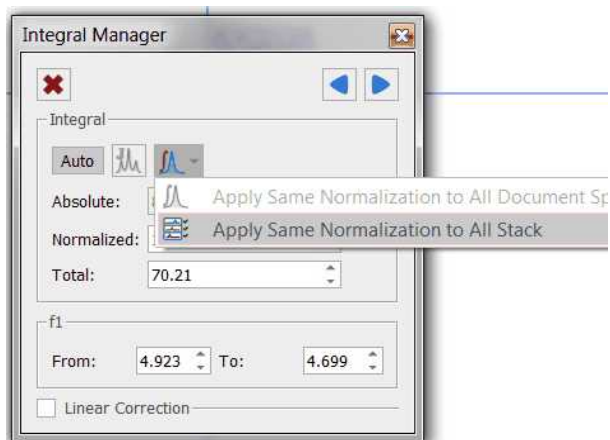 Integral Manager
Integral
Auto
Apply Same Normalization to All Document Sp
Absolute:
Apply Same Normalization to All Stack
Normalized:
Total: 70.21
f1
From: 4.923 To: 4.699
Linear Correction